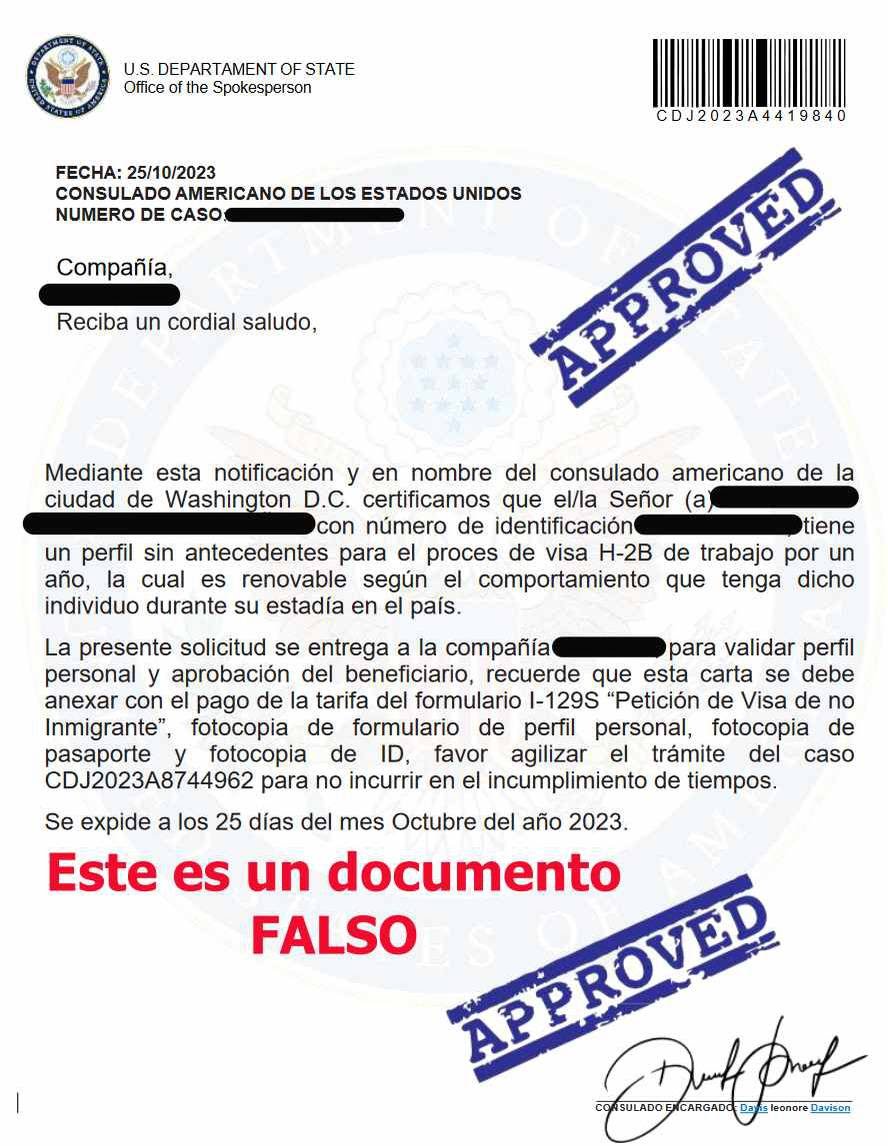 U.S. DEPARTAMENT OF STATE
Office of the Spokesperson
CDJ2023A4419840
FECHA: 25/10/2023
CONSULADO AMERICANO DE LOS ESTADOS UNIDOS
NUMERO DE CASO:
APPROVED
Compañía,
Reciba un cordial saludo,
Mediante esta notificación y en nombre del consulado americano de la
ciudad de Washington D.C. certificamos que el/la Señor (a)
con número de identificación tiene
un perfil sin antecedentes para el proces de visa H-2B de trabajo por un
año, la cual es renovable según el comportamiento que tenga dicho
individuo durante su estadía en el país.
La presente solicitud se entrega a la compañía para validar perfil
personal y aprobación del beneficiario, recuerde que esta carta se debe
anexar con el pago de la tarifa del formulario I-129S “Petición de Visa de no
Inmigrante”, fotocopia de formulario de perfil personal, fotocopia de
pasaporte y fotocopia de ID, favor agilizar el trámite del caso
CDJ2023A8744962 para no incurrir en el incumplimiento de tiempos.
Se expide a los 25 días del mes Octubre del año 2023.
Este es un documento
FALSO
APPROVED
CONSULADO ENCARGADO: Davis leonore Davison